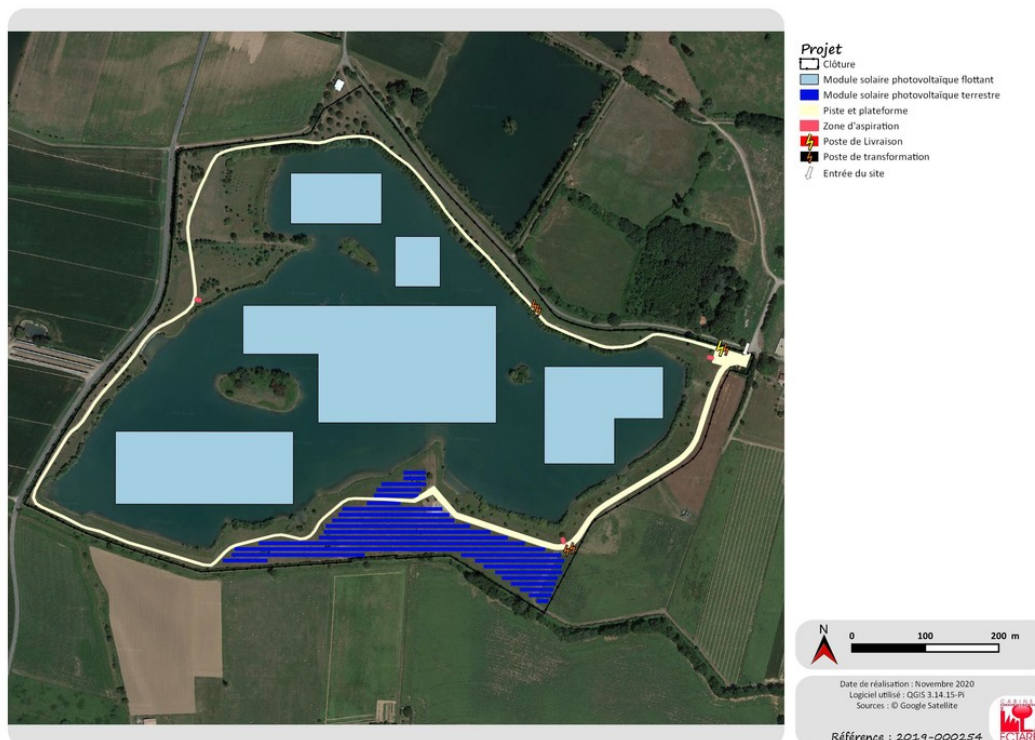 Projet
Clôture
Module solaire photovoltaïque flottant
Module solaire photovoltaïque terrestre
Piste et plateforme
Zone d'aspiration
Poste de Livraison
Poste de transformation
Entrée du site
N
0 100 200 m
Date de réalisation : Novembre 2020
Logiciel utilisé : QGIS 3.14.15-Pi
Sources : © Google Satellite
Référence : 2019-000254